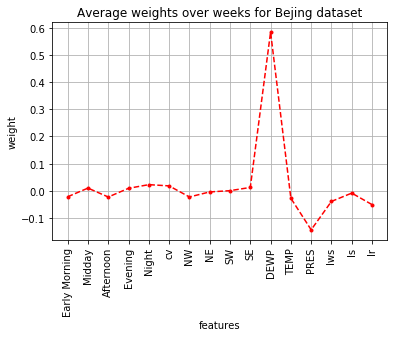 Average weights over weeks for Bejing dataset
0.6
0.5
0.4
0.3
0.2
0.1
0.0
−0.1
weight
Early Morning
Midday
Afternoon
Evening
Night
cv
NW
NE
SW
SE
DEWP
TEMP
PRES
Iws
Is
Ir
features